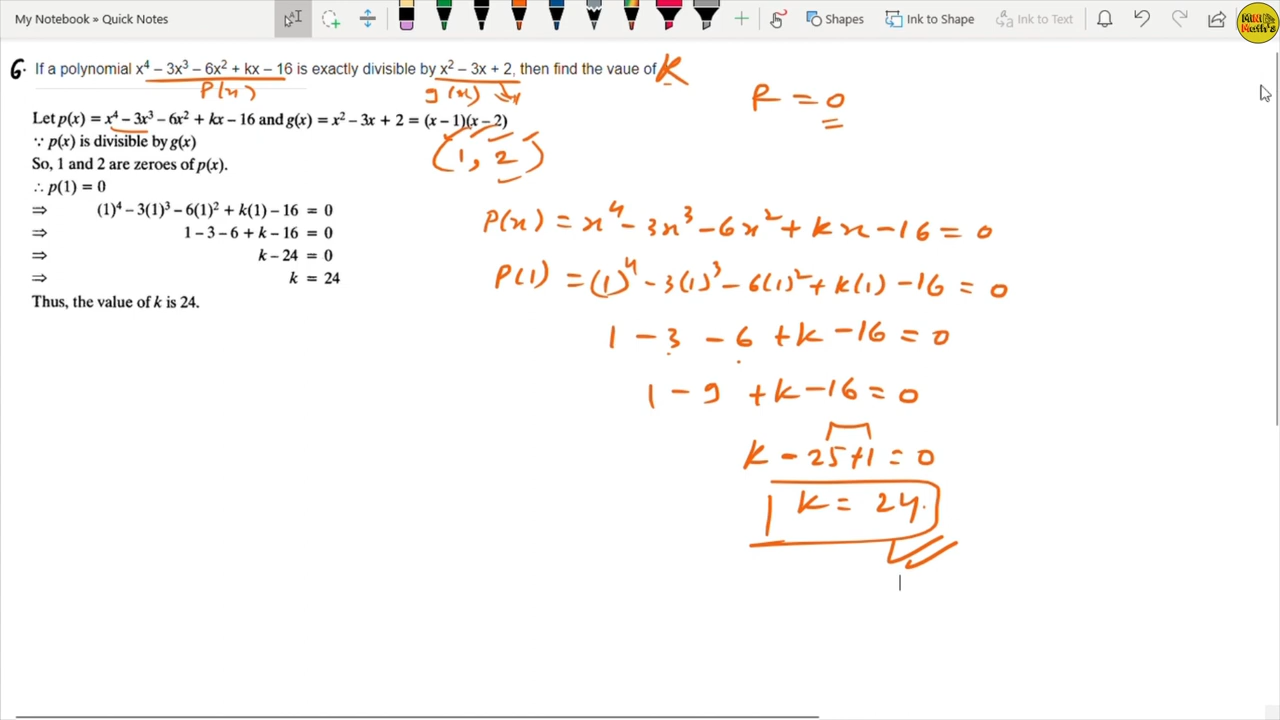 My Notebook » Quick Notes
Shapes
Ink to Shape
Ink to Text
MKR Math's
6. If a polynomial x⁴ – 3x³ – 6x² + kx – 16 is exactly divisible by x² – 3x + 2, then find the vaue of K
P(x)
g(x)
R = 0
Let p(x) = x⁴ – 3x³ – 6x² + kx – 16 and g(x) = x² – 3x + 2 = (x – 1)(x – 2)
∵ p(x) is divisible by g(x)
(1, 2)
So, 1 and 2 are zeroes of p(x).
∴ p(1) = 0
⇒ (1)⁴ – 3(1)³ – 6(1)² + k(1) – 16 = 0
⇒ 1 – 3 – 6 + k – 16 = 0
⇒ k – 24 = 0
⇒ k = 24
Thus, the value of k is 24.
P(x) = x⁴ – 3x³ – 6x² + kx – 16 = 0
P(1) = (1)⁴ – 3(1)³ – 6(1)² + k(1) – 16 = 0
1 – 3 – 6 + k – 16 = 0
1 – 9 + k – 16 = 0
k – 25 + 1 = 0
k = 24.